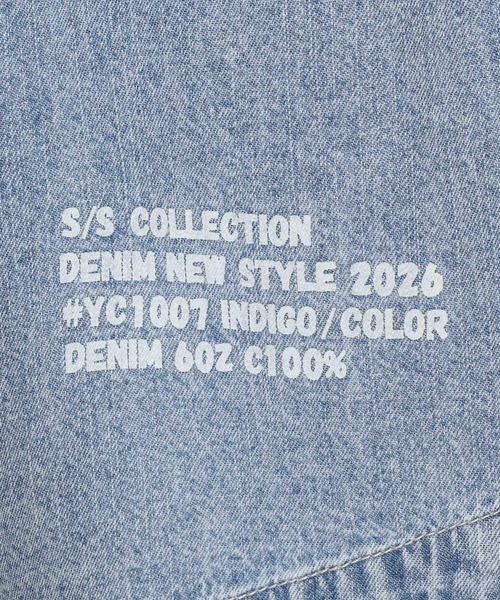 S/S COLLECTION
DENIM NEW STYLE 2026
#YC1007 INDIGO/COLOR
DENIM 6OZ C100%